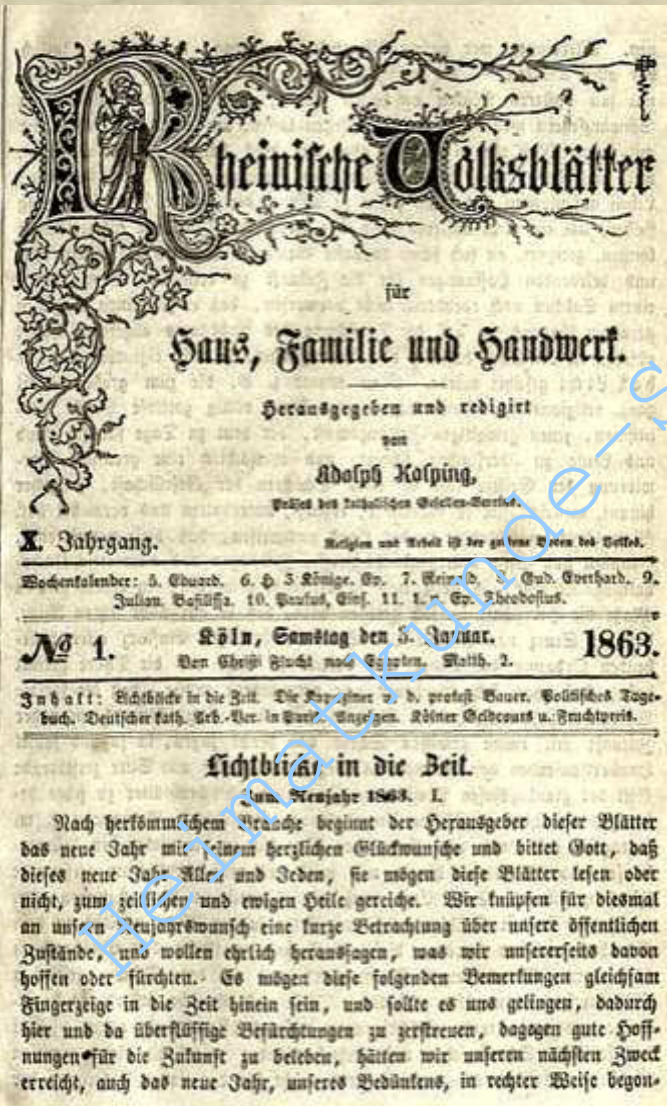 Rheinische Volksblätter
für
Haus, Familie und Handwerk.
Herausgegeben und redigirt
von
Adolph Kolping,
Präses des katholischen Gesellen-Vereins.
X. Jahrgang.
Religion und Arbeit ist der goldene Boden des Volkes.
Wochenkalender: 5. Eduard. 6. H. 3 Könige. Ev. 7. Reinold. 8. Gud. Everhard. 9.
Julian. Basilissa. 10. Paulus, Eins. 11. 1. n. Ep. Theodosius.
No 1.
Köln, Samstag den 3. Januar.
1863.
Von Christi Flucht nach Egypten. Matth. 2.
Inhalt: Lichtblicke in die Zeit. Die Kapuziner u. d. protest. Bauer. Politisches Tage-
buch. Deutscher kath. Arb.-Ver. in Paris. Anzeigen. Kölner Geldcours u. Fruchtpreis.
Lichtblicke in die Zeit.
Zum Neujahr 1863. I.
Nach herkömmlichem Brauche beginnt der Herausgeber dieser Blätter
das neue Jahr mit seinem herzlichen Glückwunsche und bittet Gott, daß
dieses neue Jahr Allen und Jeden, sie mögen diese Blätter lesen oder
nicht, zum zeitlichen und ewigen Heile gereiche. Wir knüpfen für diesmal
an unsern Neujahrswunsch eine kurze Betrachtung über unsere öffentlichen
Zustände, und wollen ehrlich heraussagen, was wir unsererseits davon
hoffen oder fürchten. Es mögen diese folgenden Bemerkungen gleichsam
Fingerzeige in die Zeit hinein sein, und sollte es uns gelingen, dadurch
hier und da überflüssige Befürchtungen zu zerstreuen, dagegen gute Hoff-
nungen für die Zukunft zu beleben, hätten wir unseren nächsten Zweck
erreicht, auch das neue Jahr, unseres Bedünkens, in rechter Weise begon-
Heimatkunde-s